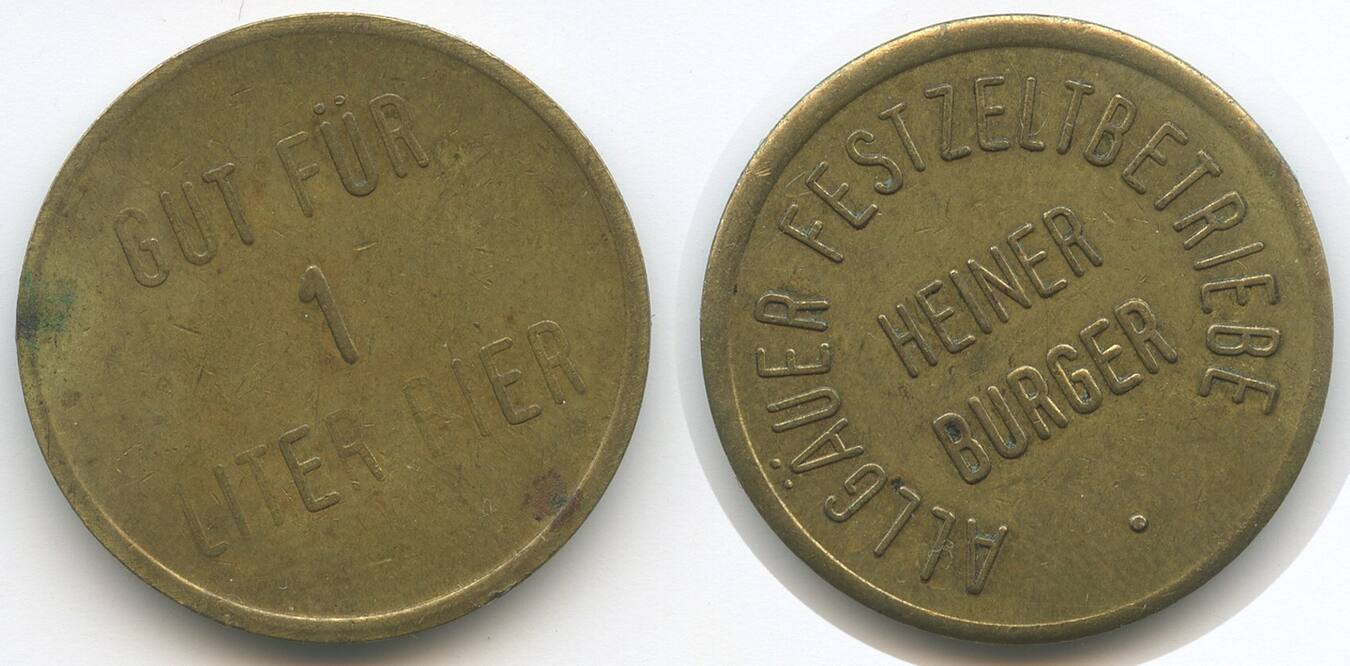 GUT FÜR
1
LITER BIER
ALLGÄUER FESTZELTBETRIEBE
HEINER
BURGER